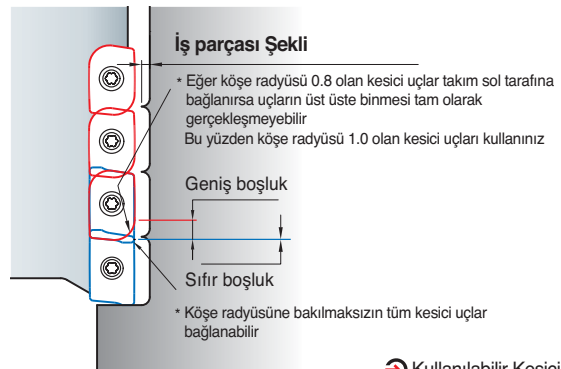 İş parçası Şekli
* Eğer köşe radyüsü 0.8 olan kesici uçlar takım sol tarafına
bağlanırsa uçların üst üste binmesi tam olarak
gerçekleşmeyebilir
Bu yüzden köşe radyüsü 1.0 olan kesici uçları kullanınız
Geniş boşluk
Sıfır boşluk
* Köşe radyüsüne bakılmaksızın tüm kesici uçlar
bağlanabilir
Kullanılabilir Kesici